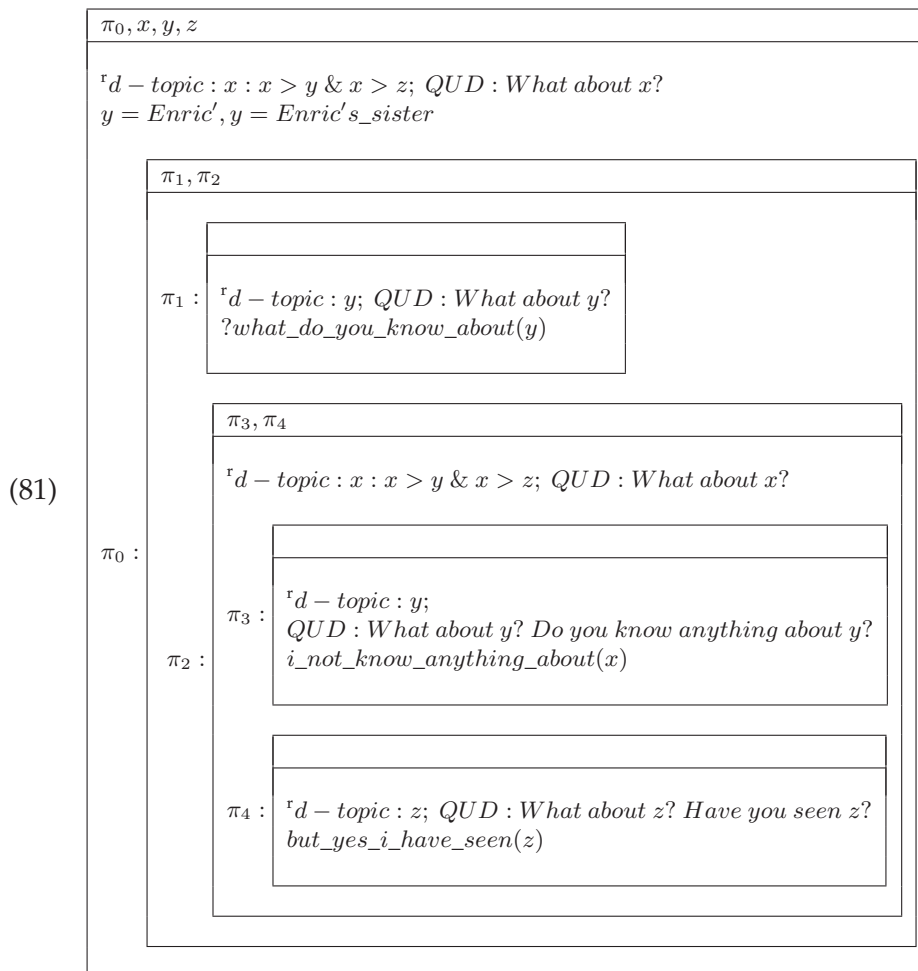 π₀, x, y, z
ʳd − topic : x : x > y & x > z; QUD : What about x?
y = Enric′, y = Enric′s_sister
π₁, π₂
π₁ :
ʳd − topic : y; QUD : What about y?
?what_do_you_know_about(y)
π₃, π₄
ʳd − topic : x : x > y & x > z; QUD : What about x?
(81)
π₀ :
π₂ :
π₃ :
ʳd − topic : y;
QUD : What about y? Do you know anything about y?
i_not_know_anything_about(x)
π₄ :
ʳd − topic : z; QUD : What about z? Have you seen z?
but_yes_i_have_seen(z)